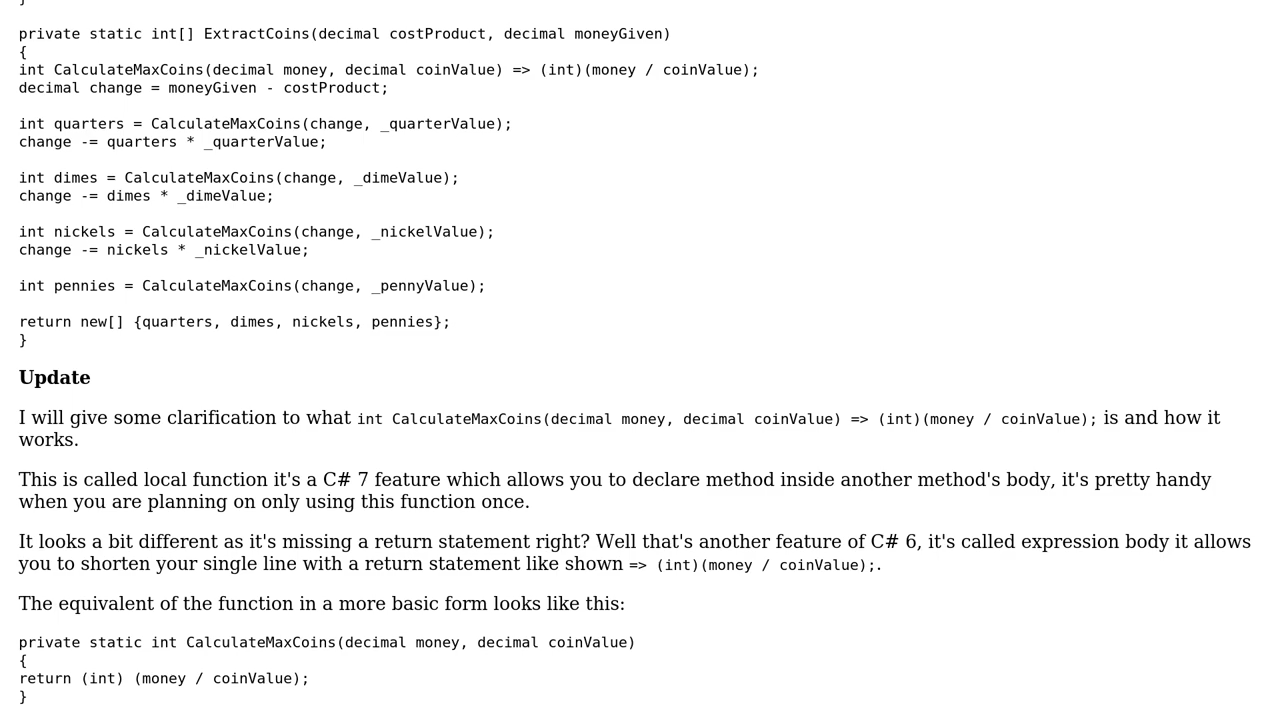 }
private static int[] ExtractCoins(decimal costProduct, decimal moneyGiven)
{
int CalculateMaxCoins(decimal money, decimal coinValue) => (int)(money / coinValue);
decimal change = moneyGiven - costProduct;
int quarters = CalculateMaxCoins(change, _quarterValue);
change -= quarters * _quarterValue;
int dimes = CalculateMaxCoins(change, _dimeValue);
change -= dimes * _dimeValue;
int nickels = CalculateMaxCoins(change, _nickelValue);
change -= nickels * _nickelValue;
int pennies = CalculateMaxCoins(change, _pennyValue);
return new[] {quarters, dimes, nickels, pennies};
}
Update
I will give some clarification to what int CalculateMaxCoins(decimal money, decimal coinValue) => (int)(money / coinValue); is and how it
works.
This is called local function it's a C# 7 feature which allows you to declare method inside another method's body, it's pretty handy
when you are planning on only using this function once.
It looks a bit different as it's missing a return statement right? Well that's another feature of C# 6, it's called expression body it allows
you to shorten your single line with a return statement like shown => (int)(money / coinValue);.
The equivalent of the function in a more basic form looks like this:
private static int CalculateMaxCoins(decimal money, decimal coinValue)
{
return (int) (money / coinValue);
}